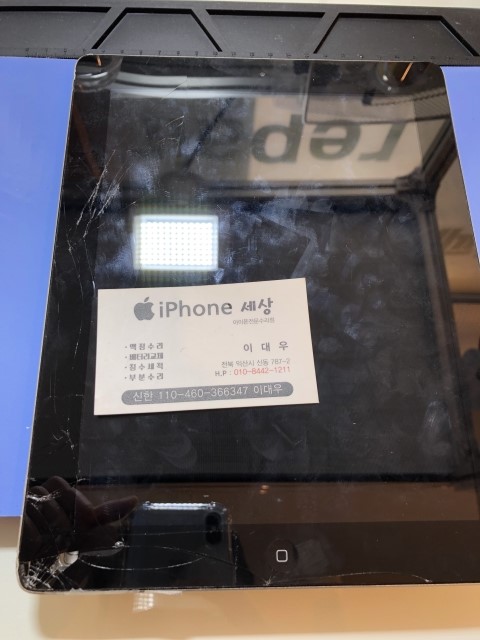 rep
iPhone 세상
아이폰전문수리점
· 액정수리
· 배터리교체
· 침수세척
· 부분수리
이 대 우
전북 익산시 신동 787-2
H.P : 010-8442-1211
신한 110-460-366347 이대우